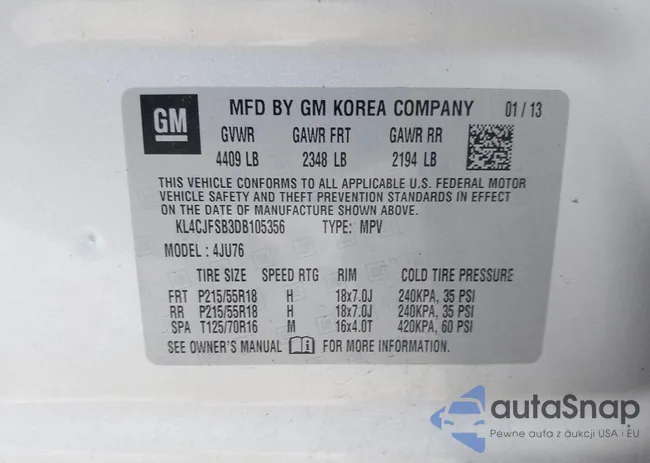 GM
MFD BY GM KOREA COMPANY 01 / 13
GVWR GAWR FRT GAWR RR
4409 LB 2348 LB 2194 LB
THIS VEHICLE CONFORMS TO ALL APPLICABLE U.S. FEDERAL MOTOR
VEHICLE SAFETY AND THEFT PREVENTION STANDARDS IN EFFECT
ON THE DATE OF MANUFACTURE SHOWN ABOVE.
KL4CJFSB3DB105356 TYPE: MPV
MODEL : 4JU76
TIRE SIZE SPEED RTG RIM COLD TIRE PRESSURE
FRT P215/55R18 H 18x7.0J 240KPA, 35 PSI
RR P215/55R18 H 18x7.0J 240KPA, 35 PSI
SPA T125/70R16 M 16x4.0T 420KPA, 60 PSI
SEE OWNER'S MANUAL FOR MORE INFORMATION.
autaSnap
Pewne auta z aukcji USA i EU